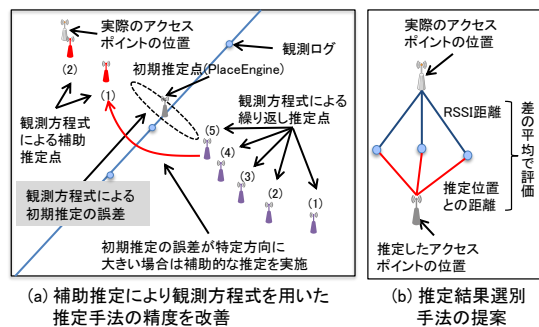 実際のアクセス
ポイントの位置
観測ログ
初期推定点(PlaceEngine)
(2)
(1)
観測方程式
による補助
推定点
観測方程式による
繰り返し推定点
(5)
(4)
(3)
(2)
(1)
観測方程式による
初期推定の誤差
初期推定の誤差が特定方向に
大きい場合は補助的な推定を実施
(a) 補助推定により観測方程式を用いた
推定手法の精度を改善
実際のアクセス
ポイントの位置
RSSI距離
差の平均で評価
推定位置
との距離
推定したアクセス
ポイントの位置
(b) 推定結果選別
手法の提案